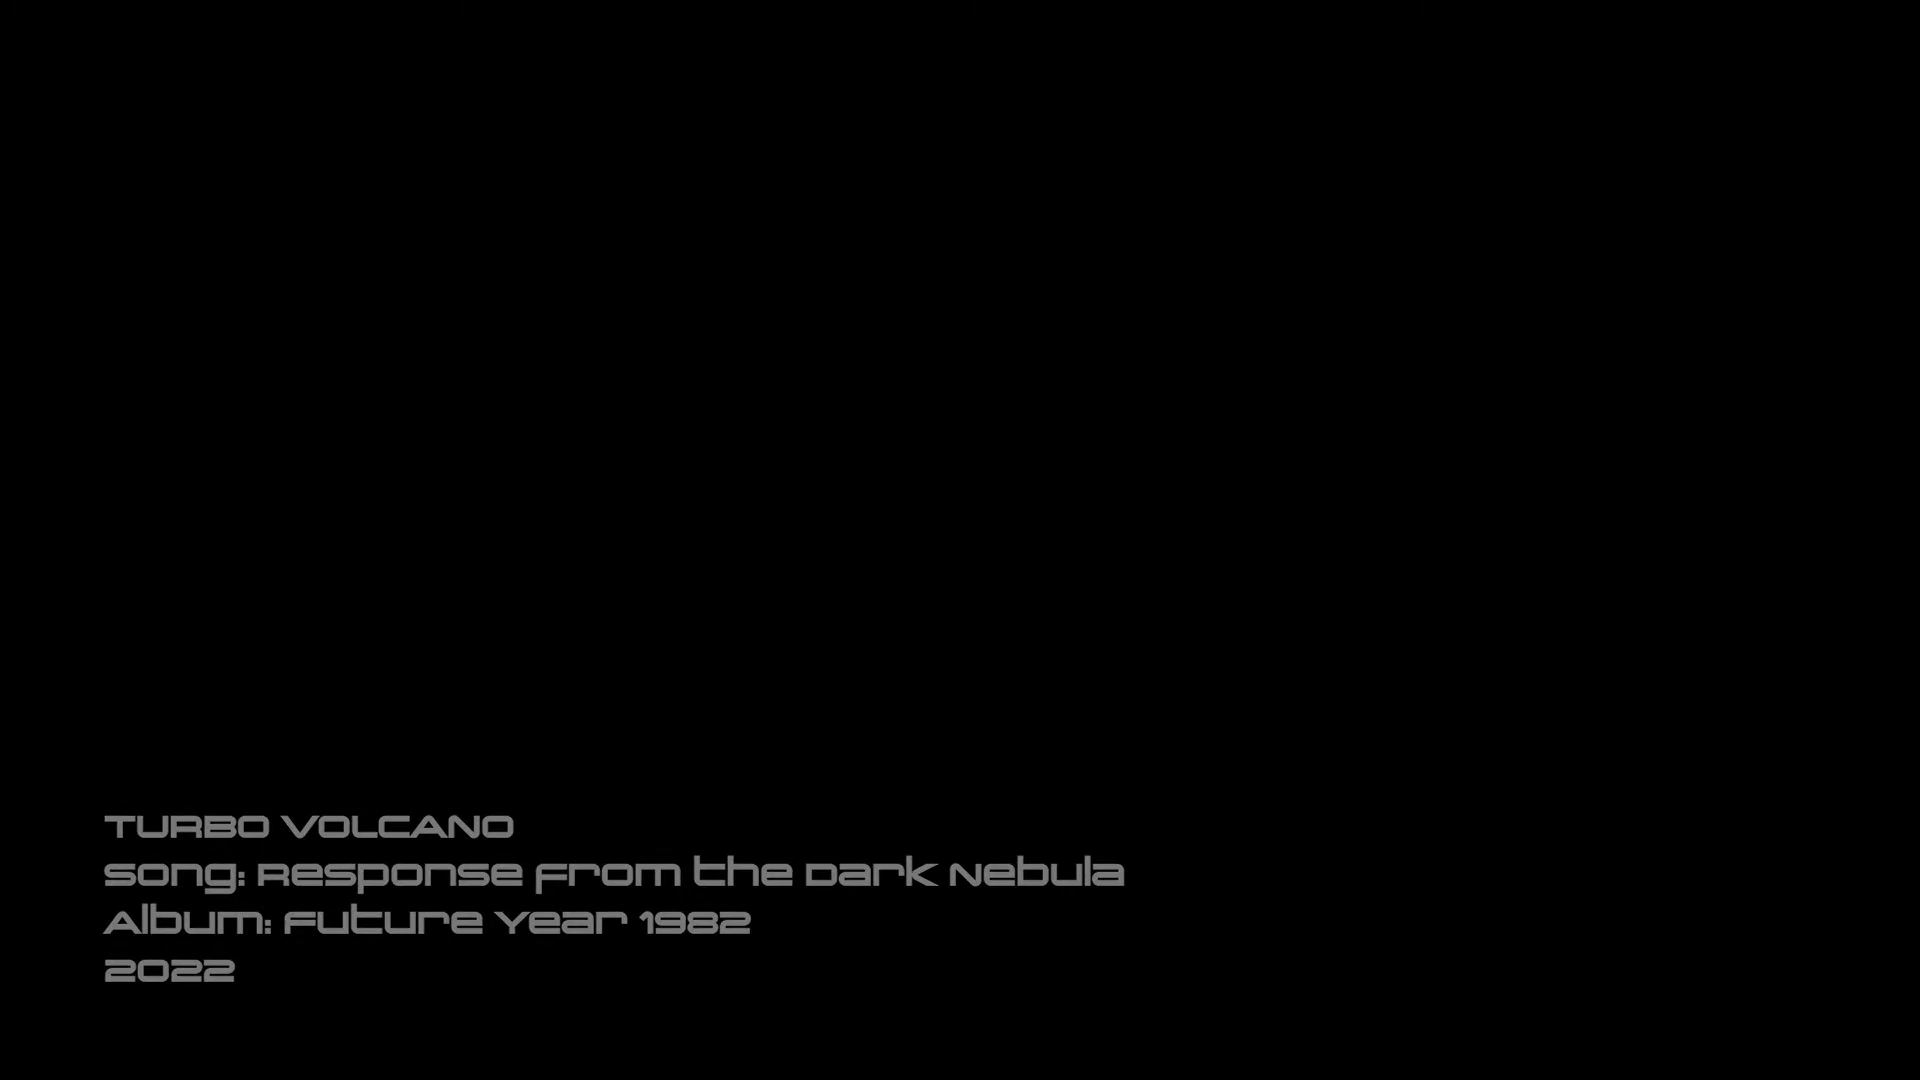 TURBO VOLCANO
Song: Response from the Dark Nebula
Album: Future Year 1982
2022